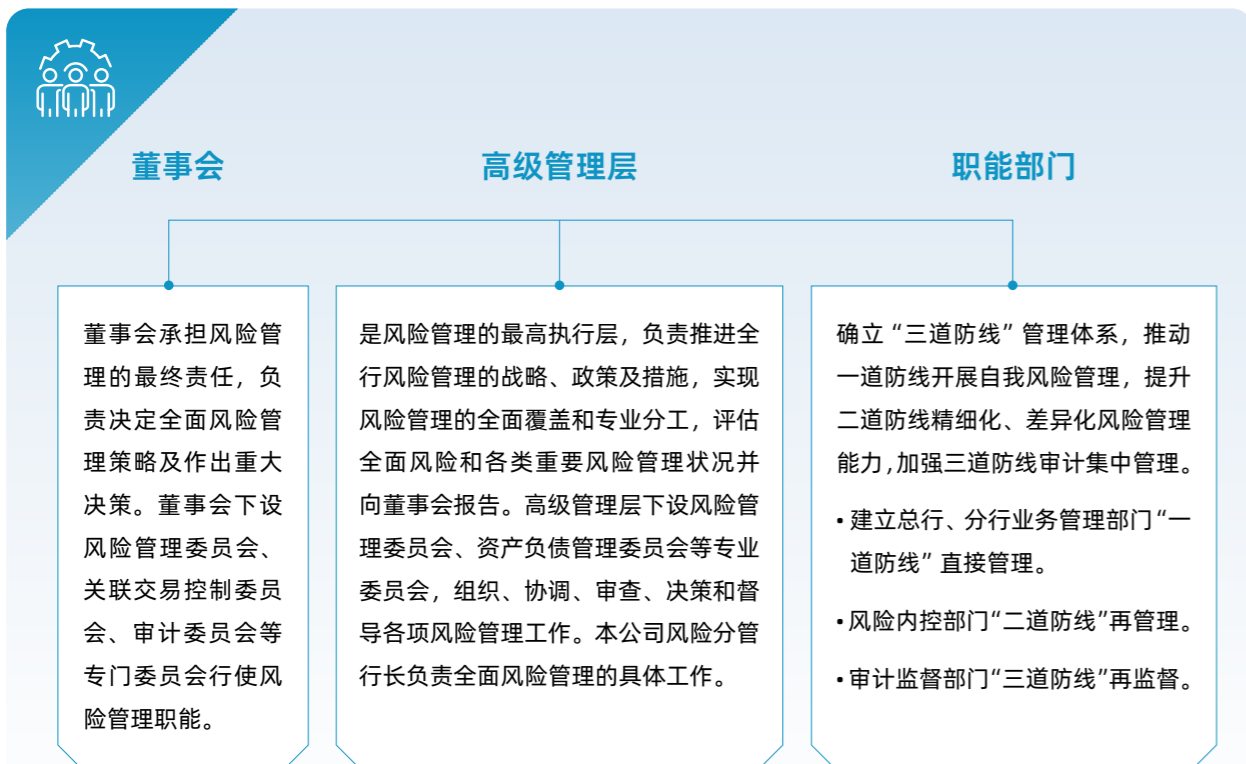 董事会
董事会承担风险管
理的最终责任，负
责决定全面风险管
理策略及作出重大
决策。董事会下设
风险管理委员会、
关联交易控制委员
会、审计委员会等
专门委员会行使风
险管理职能。
高级管理层
是风险管理的最高执行层，负责推进全
行风险管理的战略、政策及措施，实现
风险管理的全面覆盖和专业分工，评估
全面风险和各类重要风险管理状况并
向董事会报告。高级管理层下设风险管
理委员会、资产负债管理委员会等专业
委员会，组织、协调、审查、决策和督
导各项风险管理工作。本公司风险分管
行长负责全面风险管理的具体工作。
职能部门
确立“三道防线”管理体系，推动
一道防线开展自我风险管理，提升
二道防线精细化、差异化风险管理
能力，加强三道防线审计集中管理。
• 建立总行、分行业务管理部门“一
道防线”直接管理。
• 风险内控部门“二道防线”再管理。
• 审计监督部门“三道防线”再监督。